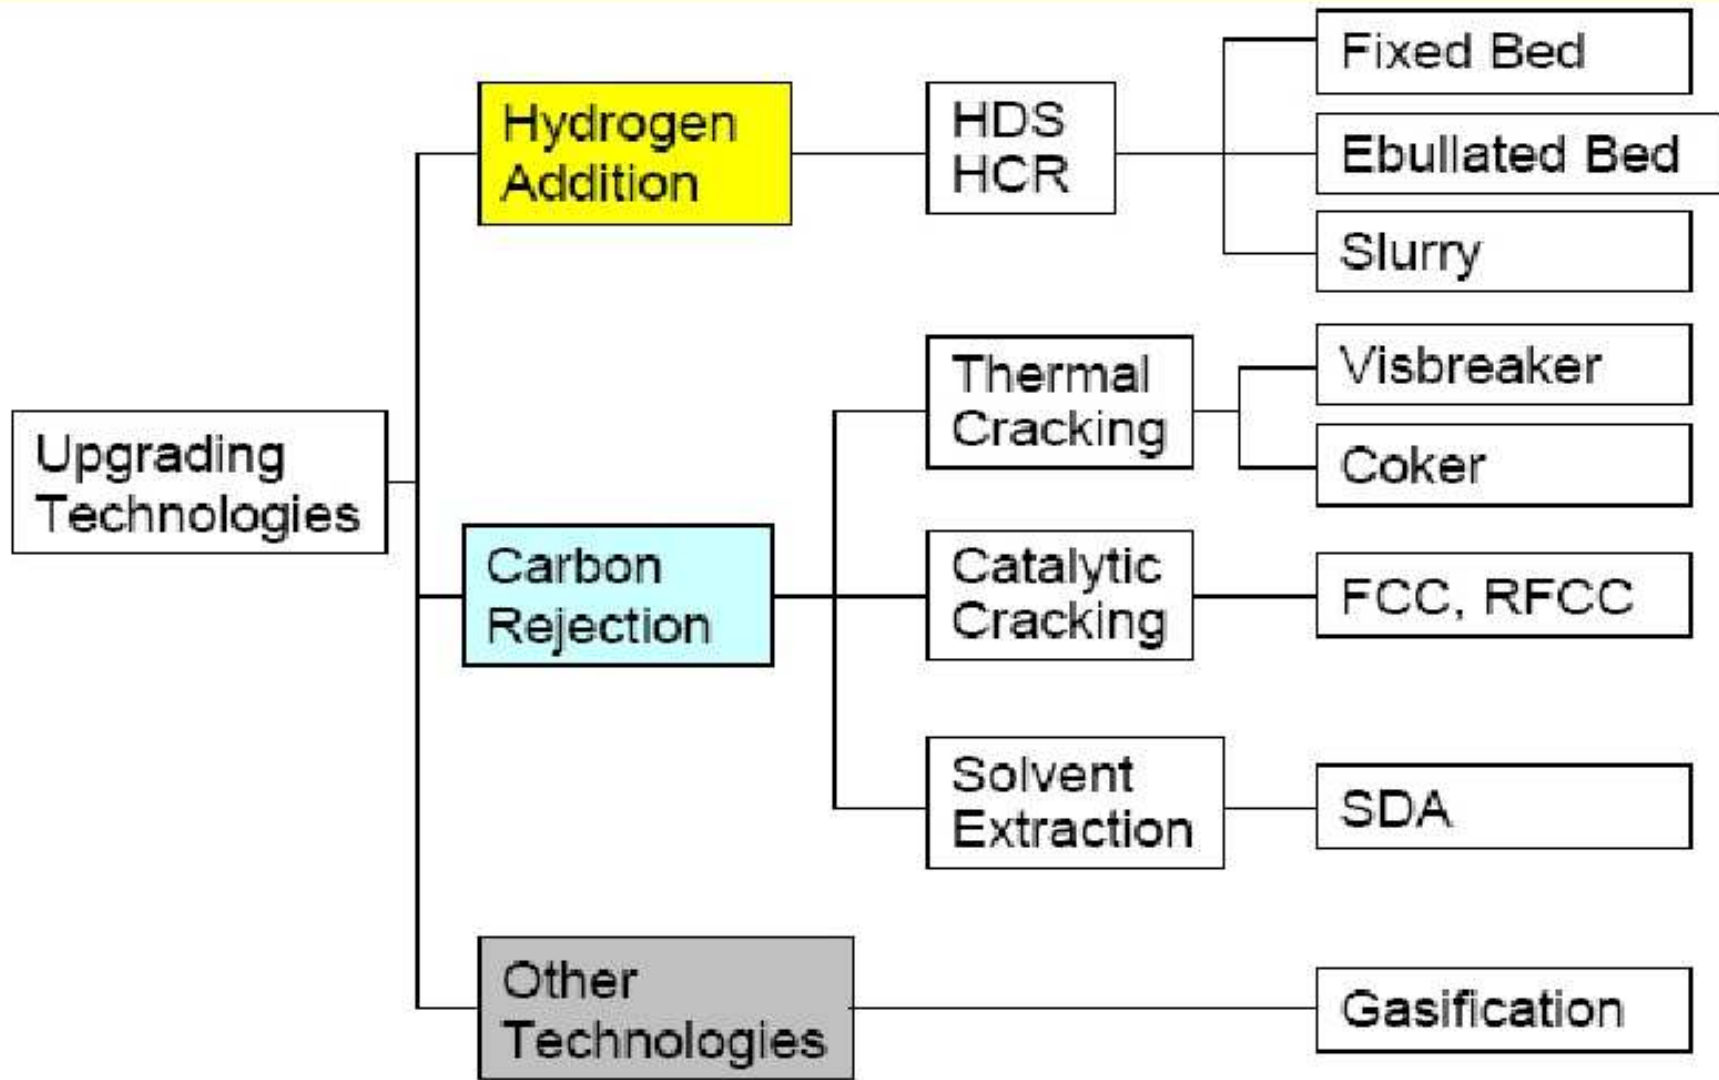 Fixed Bed
Hydrogen
Addition
HDS
HCR
Ebullated Bed
Slurry
Thermal
Cracking
Visbreaker
Coker
Upgrading
Technologies
Carbon
Rejection
Catalytic
Cracking
FCC, RFCC
Solvent
Extraction
SDA
Other
Technologies
Gasification